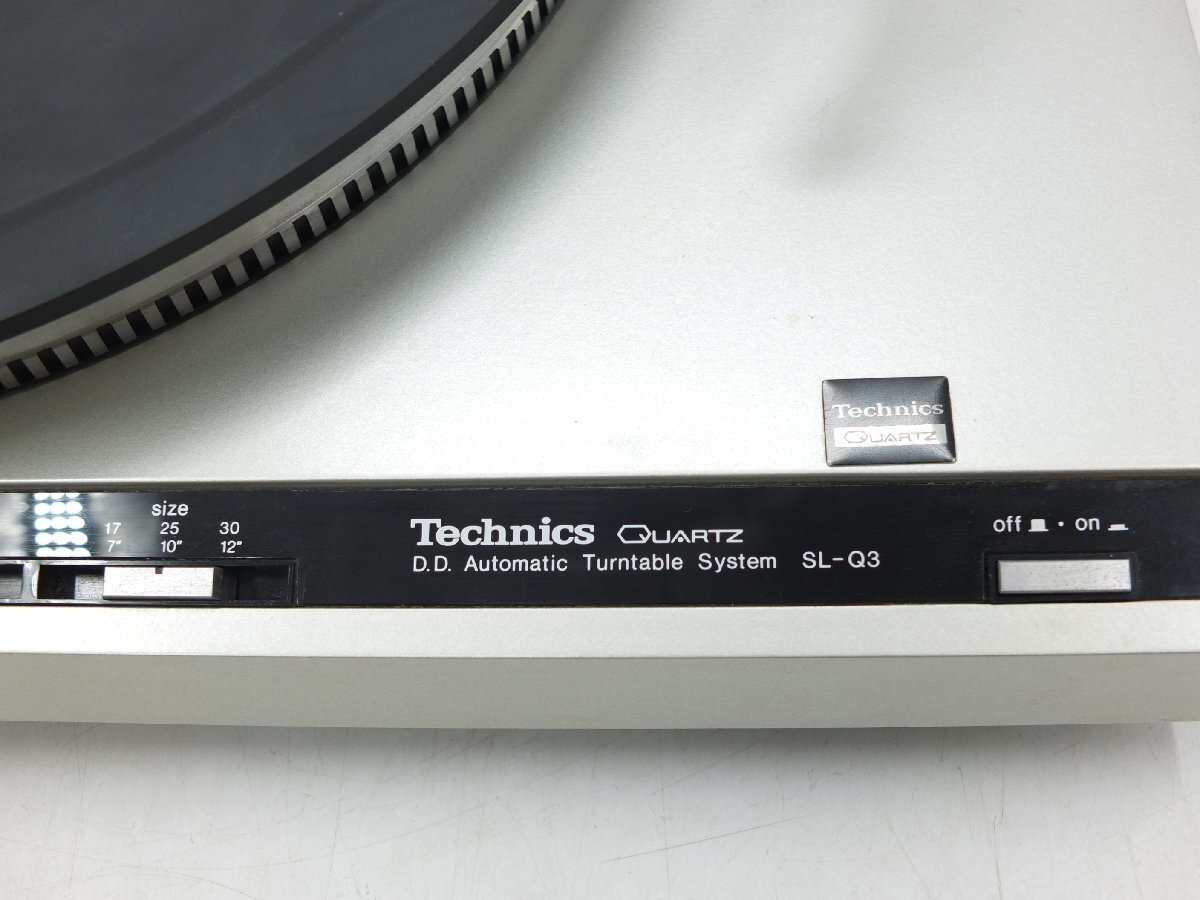 Technics
QUARTZ
size
17 25 30
7″ 10″ 12″
Technics QUARTZ
D.D. Automatic Turntable System SL-Q3
off · on